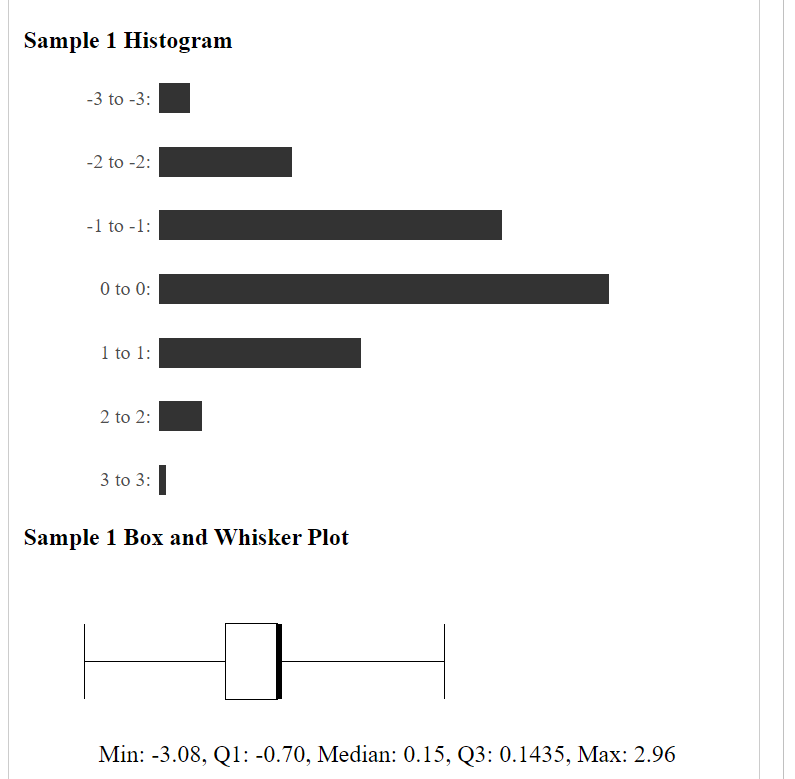 Sample 1 Histogram
-3 to -3:
-2 to -2:
-1 to -1:
0 to 0:
1 to 1:
2 to 2:
3 to 3:
Sample 1 Box and Whisker Plot
Min: -3.08, Q1: -0.70, Median: 0.15, Q3: 0.1435, Max: 2.96